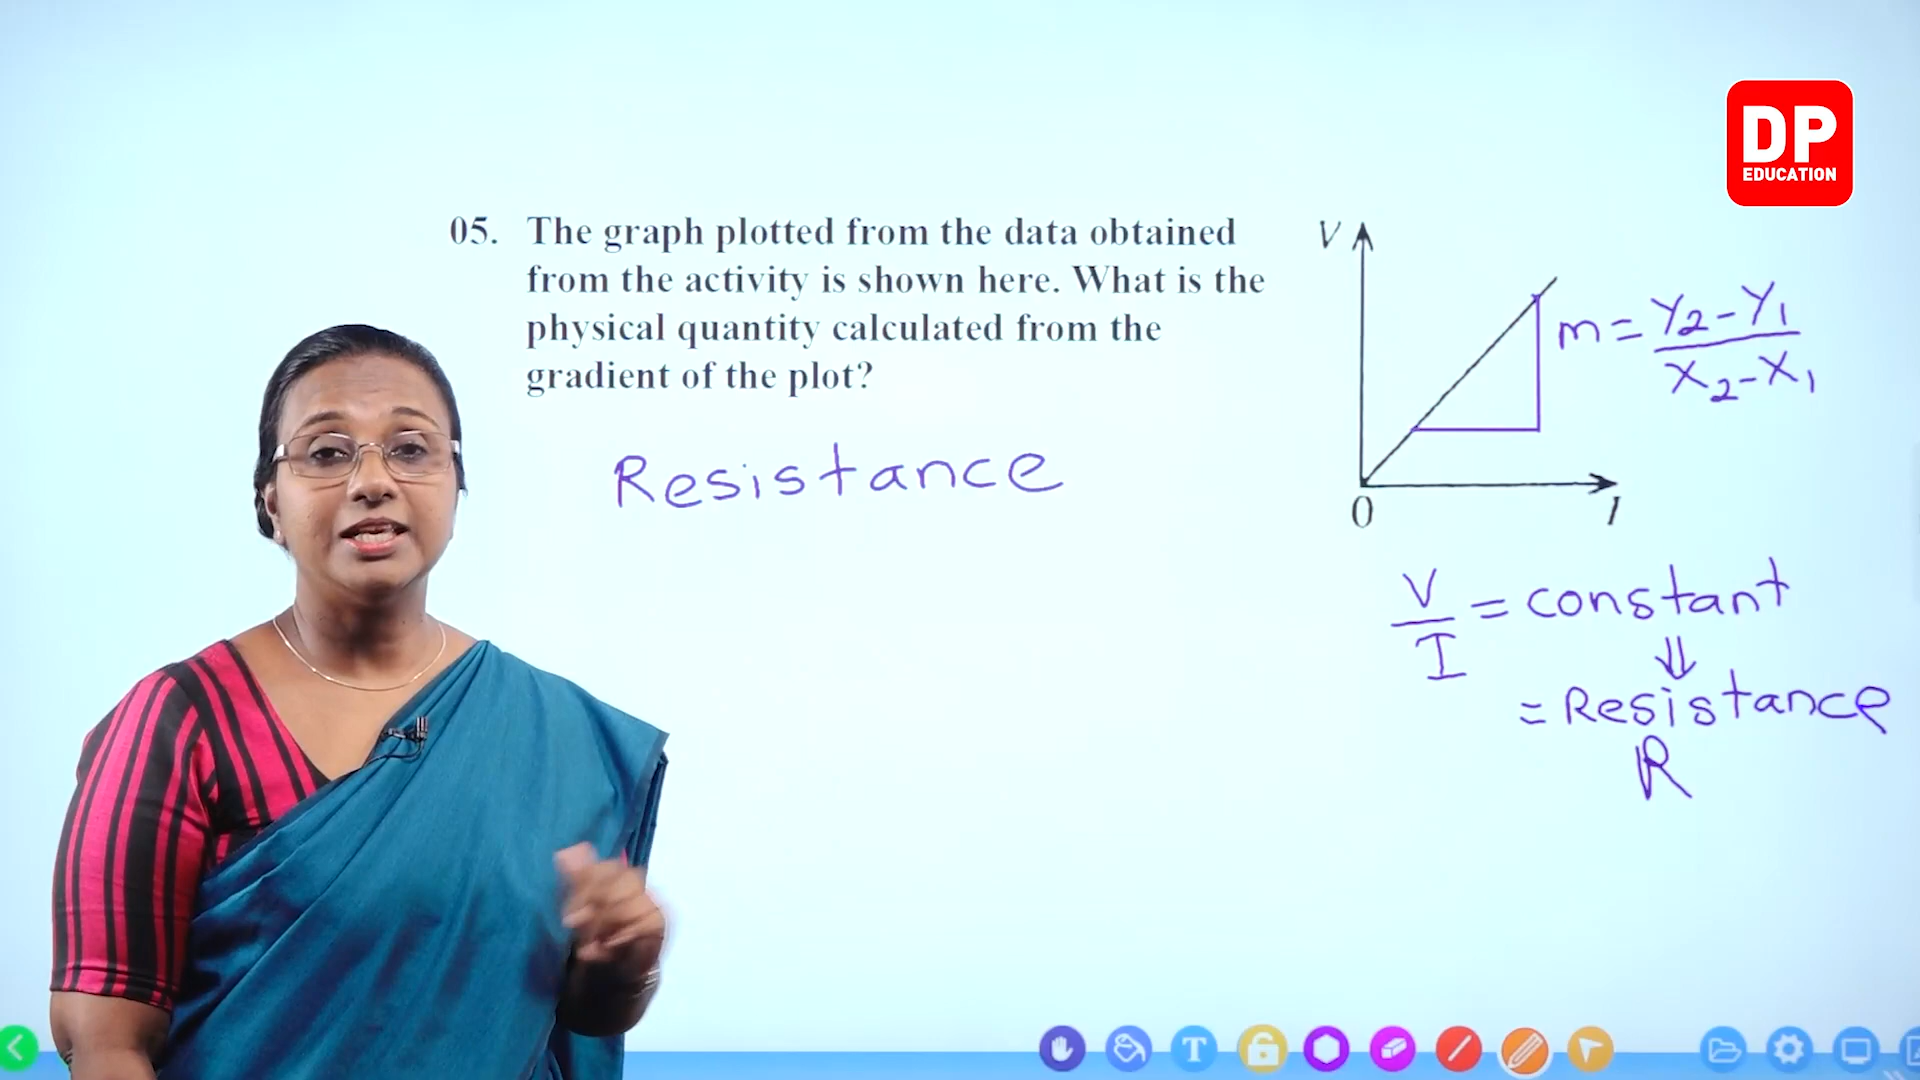 DP
EDUCATION
05. The graph plotted from the data obtained
from the activity is shown here. What is the
physical quantity calculated from the
gradient of the plot?
Resistance
V
0
I
m = Y2 - Y1
X2 - X1
V
I
= constant
⇓
= Resistance
R
T